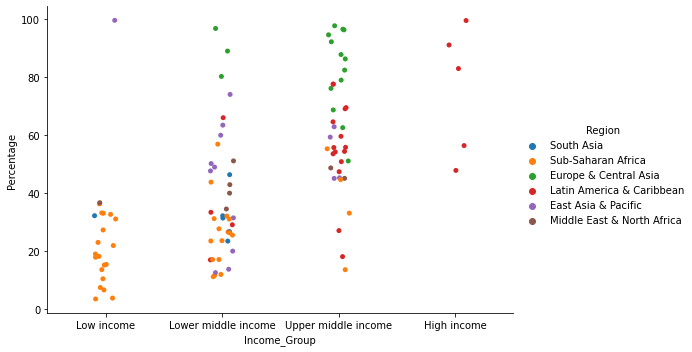 100
80
60
40
20
0
Percentage
Low income
Lower middle income
Upper middle income
High income
Income_Group
Region
South Asia
Sub-Saharan Africa
Europe & Central Asia
Latin America & Caribbean
East Asia & Pacific
Middle East & North Africa